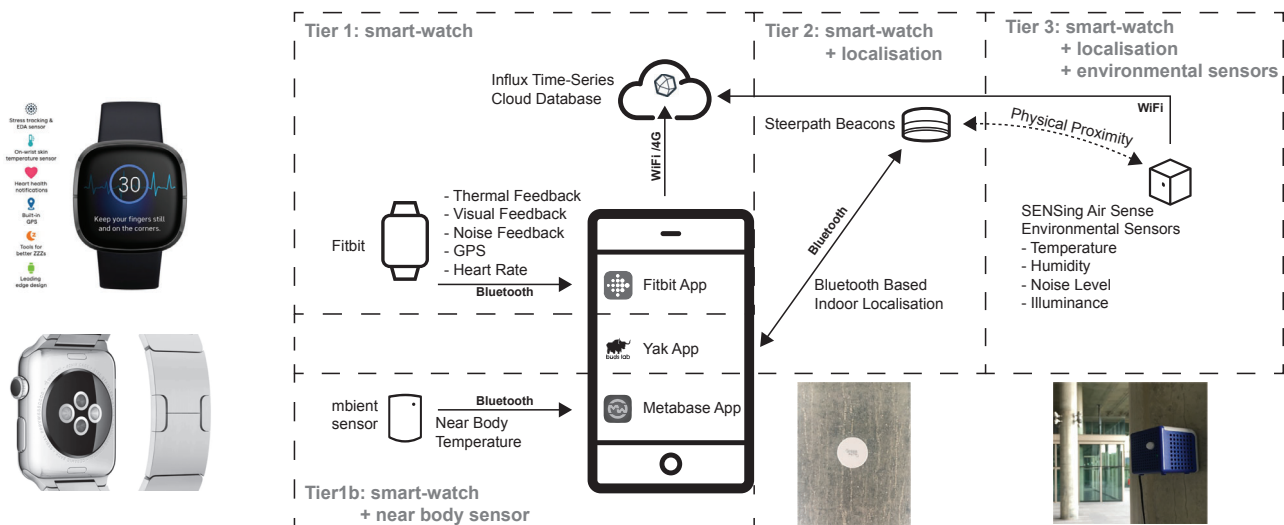 Stress tracking &
EDA sensor
On-wrist skin
temperature sensor
Heart health
notifications
Built-in
GPS
Tools for
better ZZZs
Leading
edge design
30
Keep your fingers still
and on the corners.
Tier 1: smart-watch
Influx Time-Series
Cloud Database
WiFi /4G
Fitbit
- Thermal Feedback
- Visual Feedback
- Noise Feedback
- GPS
- Heart Rate
Bluetooth
Fitbit App
buds lab
Yak App
mbient
sensor
Bluetooth
Near Body
Temperature
MW
Metabase App
Tier1b: smart-watch
+ near body sensor
Tier 2: smart-watch
+ localisation
Steerpath Beacons
Bluetooth
Bluetooth Based
Indoor Localisation
Tier 3: smart-watch
+ localisation
+ environmental sensors
WiFi
Physical Proximity
SENSing Air Sense
Environmental Sensors
- Temperature
- Humidity
- Noise Level
- Illuminance